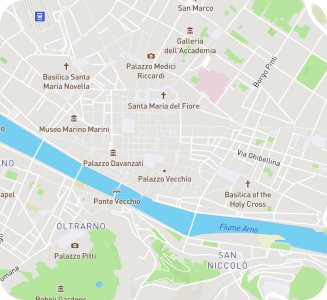 San Marco
Galleria
dell'Accademia
Borgo Pinti
Palazzo Medici
Riccardi
Basilica Santa
Maria Novella
Santa Maria del Fiore
Museo Marino Marini
Via Ghibellina
Palazzo Davanzati
Palazzo Vecchio
Basilica of the
Holy Cross
Ponte Vecchio
OLTRARNO
Fiume Arno
SAN
NICCOLÒ
Palazzo Pitti
Boboli Gardens